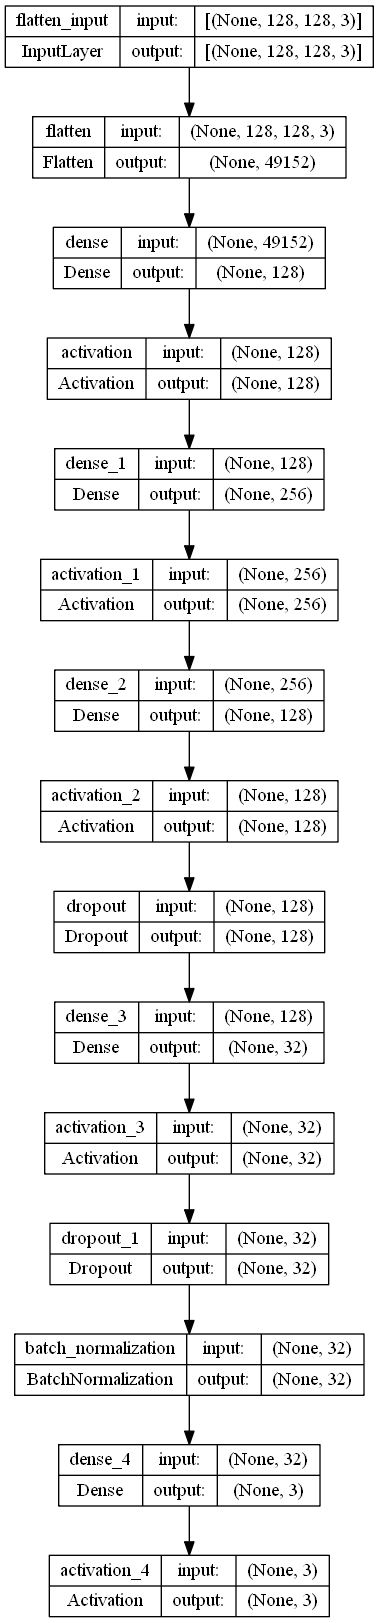 flatten_input input: [(None, 128, 128, 3)]
InputLayer output: [(None, 128, 128, 3)]
flatten input: (None, 128, 128, 3)
Flatten output: (None, 49152)
dense input: (None, 49152)
Dense output: (None, 128)
activation input: (None, 128)
Activation output: (None, 128)
dense_1 input: (None, 128)
Dense output: (None, 256)
activation_1 input: (None, 256)
Activation output: (None, 256)
dense_2 input: (None, 256)
Dense output: (None, 128)
activation_2 input: (None, 128)
Activation output: (None, 128)
dropout input: (None, 128)
Dropout output: (None, 128)
dense_3 input: (None, 128)
Dense output: (None, 32)
activation_3 input: (None, 32)
Activation output: (None, 32)
dropout_1 input: (None, 32)
Dropout output: (None, 32)
batch_normalization input: (None, 32)
BatchNormalization output: (None, 32)
dense_4 input: (None, 32)
Dense output: (None, 3)
activation_4 input: (None, 3)
Activation output: (None, 3)